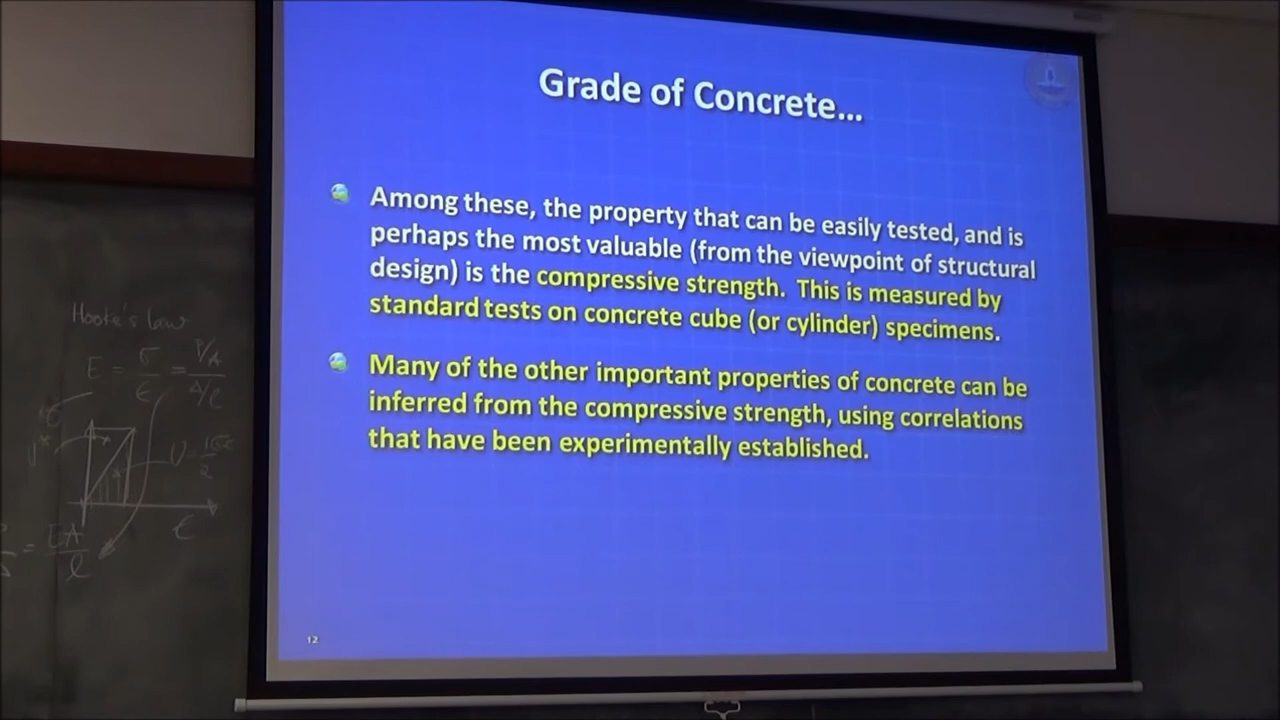 Grade of Concrete...
Among these, the property that can be easily tested, and is
perhaps the most valuable (from the viewpoint of structural
design) is the compressive strength. This is measured by
standard tests on concrete cube (or cylinder) specimens.
Many of the other important properties of concrete can be
inferred from the compressive strength, using correlations
that have been experimentally established.
12
Hooke's law
E = σ/ε = P/A / Δ/l
σ
ε
= EA/l